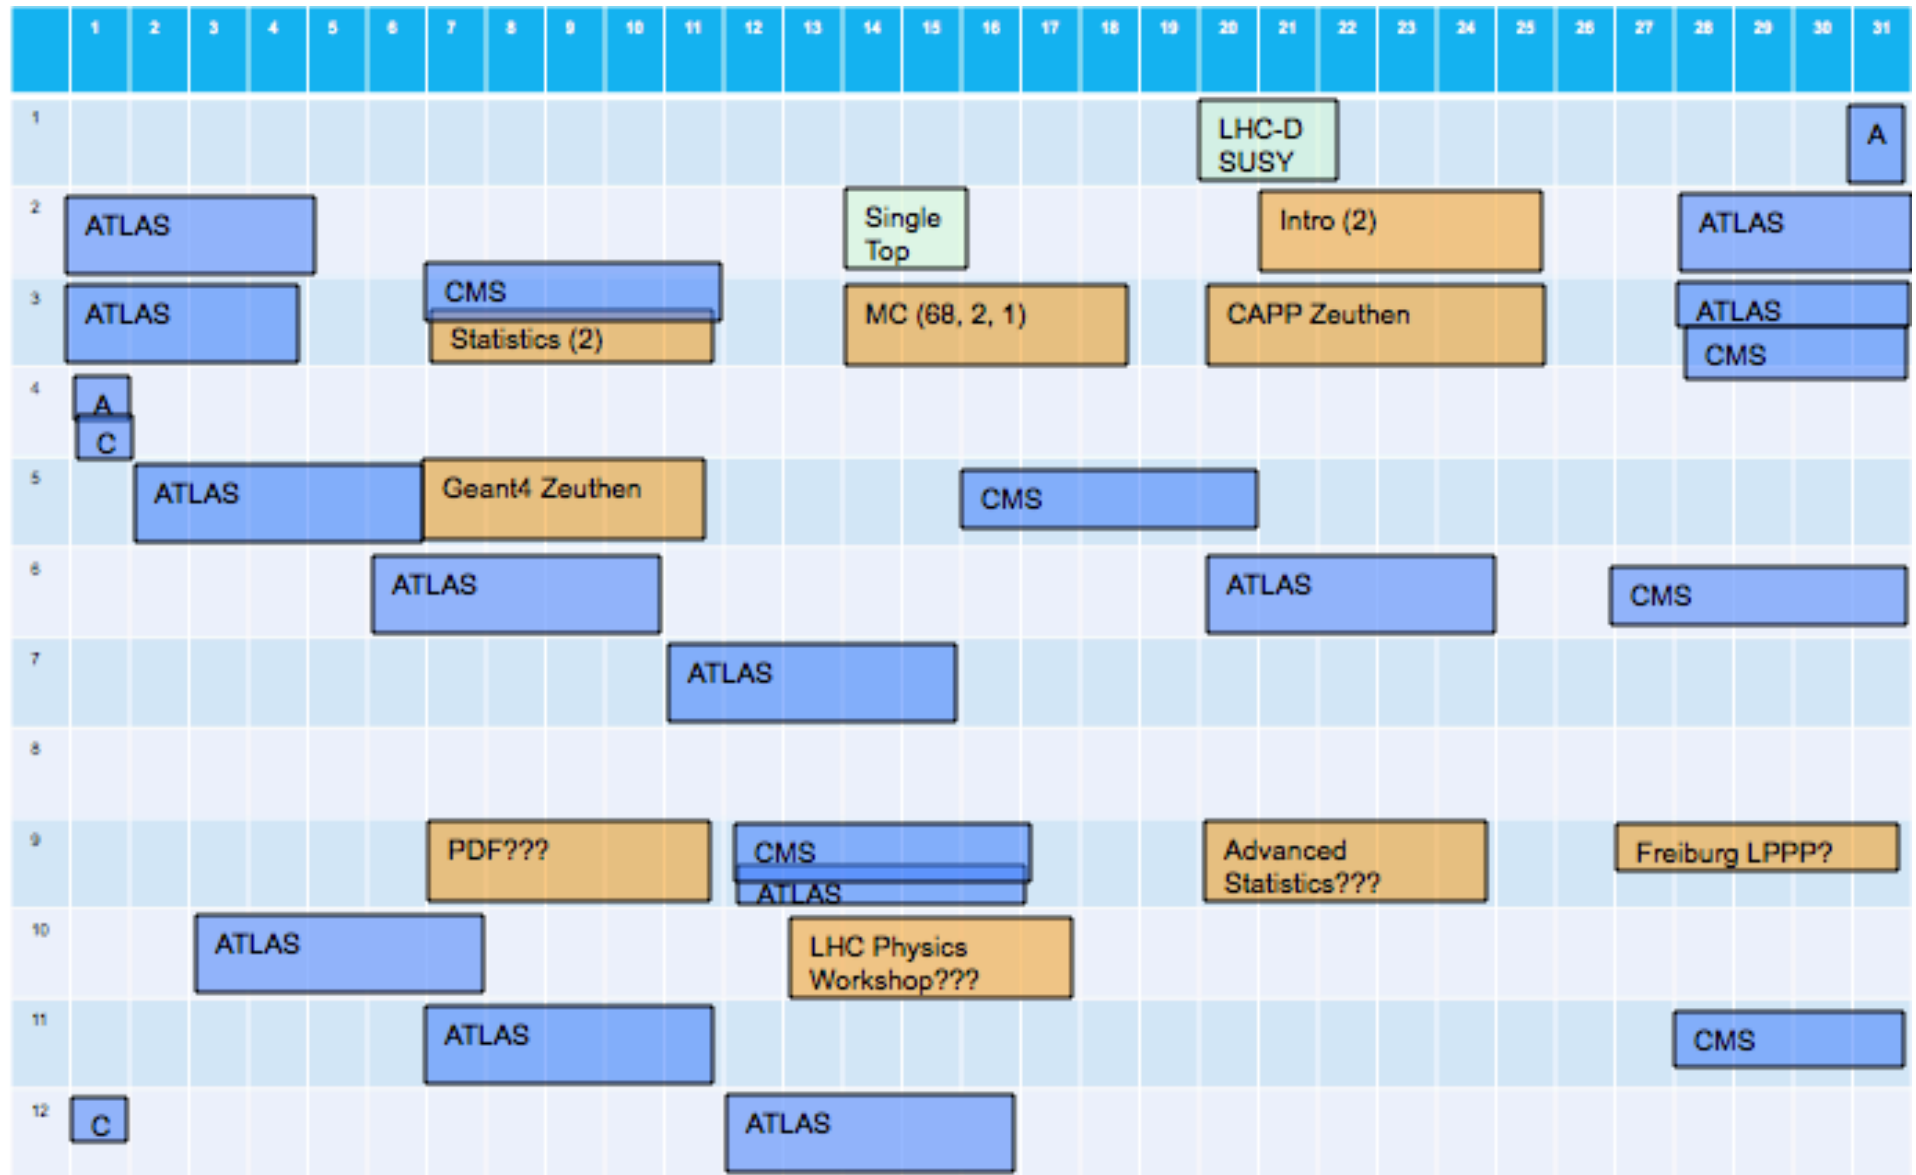 1 2 3 4 5 6 7 8 9 10 11 12 13 14 15 16 17 18 19 20 21 22 23 24 25 26 27 28 29 30 31
1
LHC-D
SUSY
A
2
ATLAS
Single
Top
Intro (2)
ATLAS
3
ATLAS
CMS
Statistics (2)
MC (68, 2, 1)
CAPP Zeuthen
ATLAS
CMS
4
A
C
5
ATLAS
Geant4 Zeuthen
CMS
6
ATLAS
ATLAS
CMS
7
ATLAS
8
9
PDF???
CMS
ATLAS
Advanced
Statistics???
Freiburg LPPP?
10
ATLAS
LHC Physics
Workshop???
11
ATLAS
CMS
12
C
ATLAS